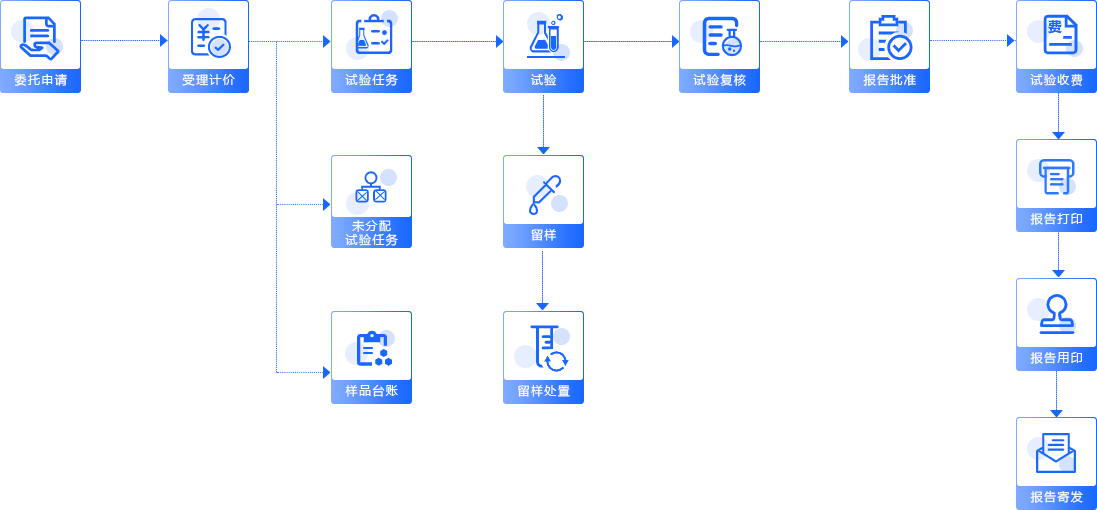 委托申请
受理计价
试验任务
试验
试验复核
报告批准
费
试验收费
未分配
试验任务
留样
报告打印
样品台账
留样处置
报告用印
报告寄发